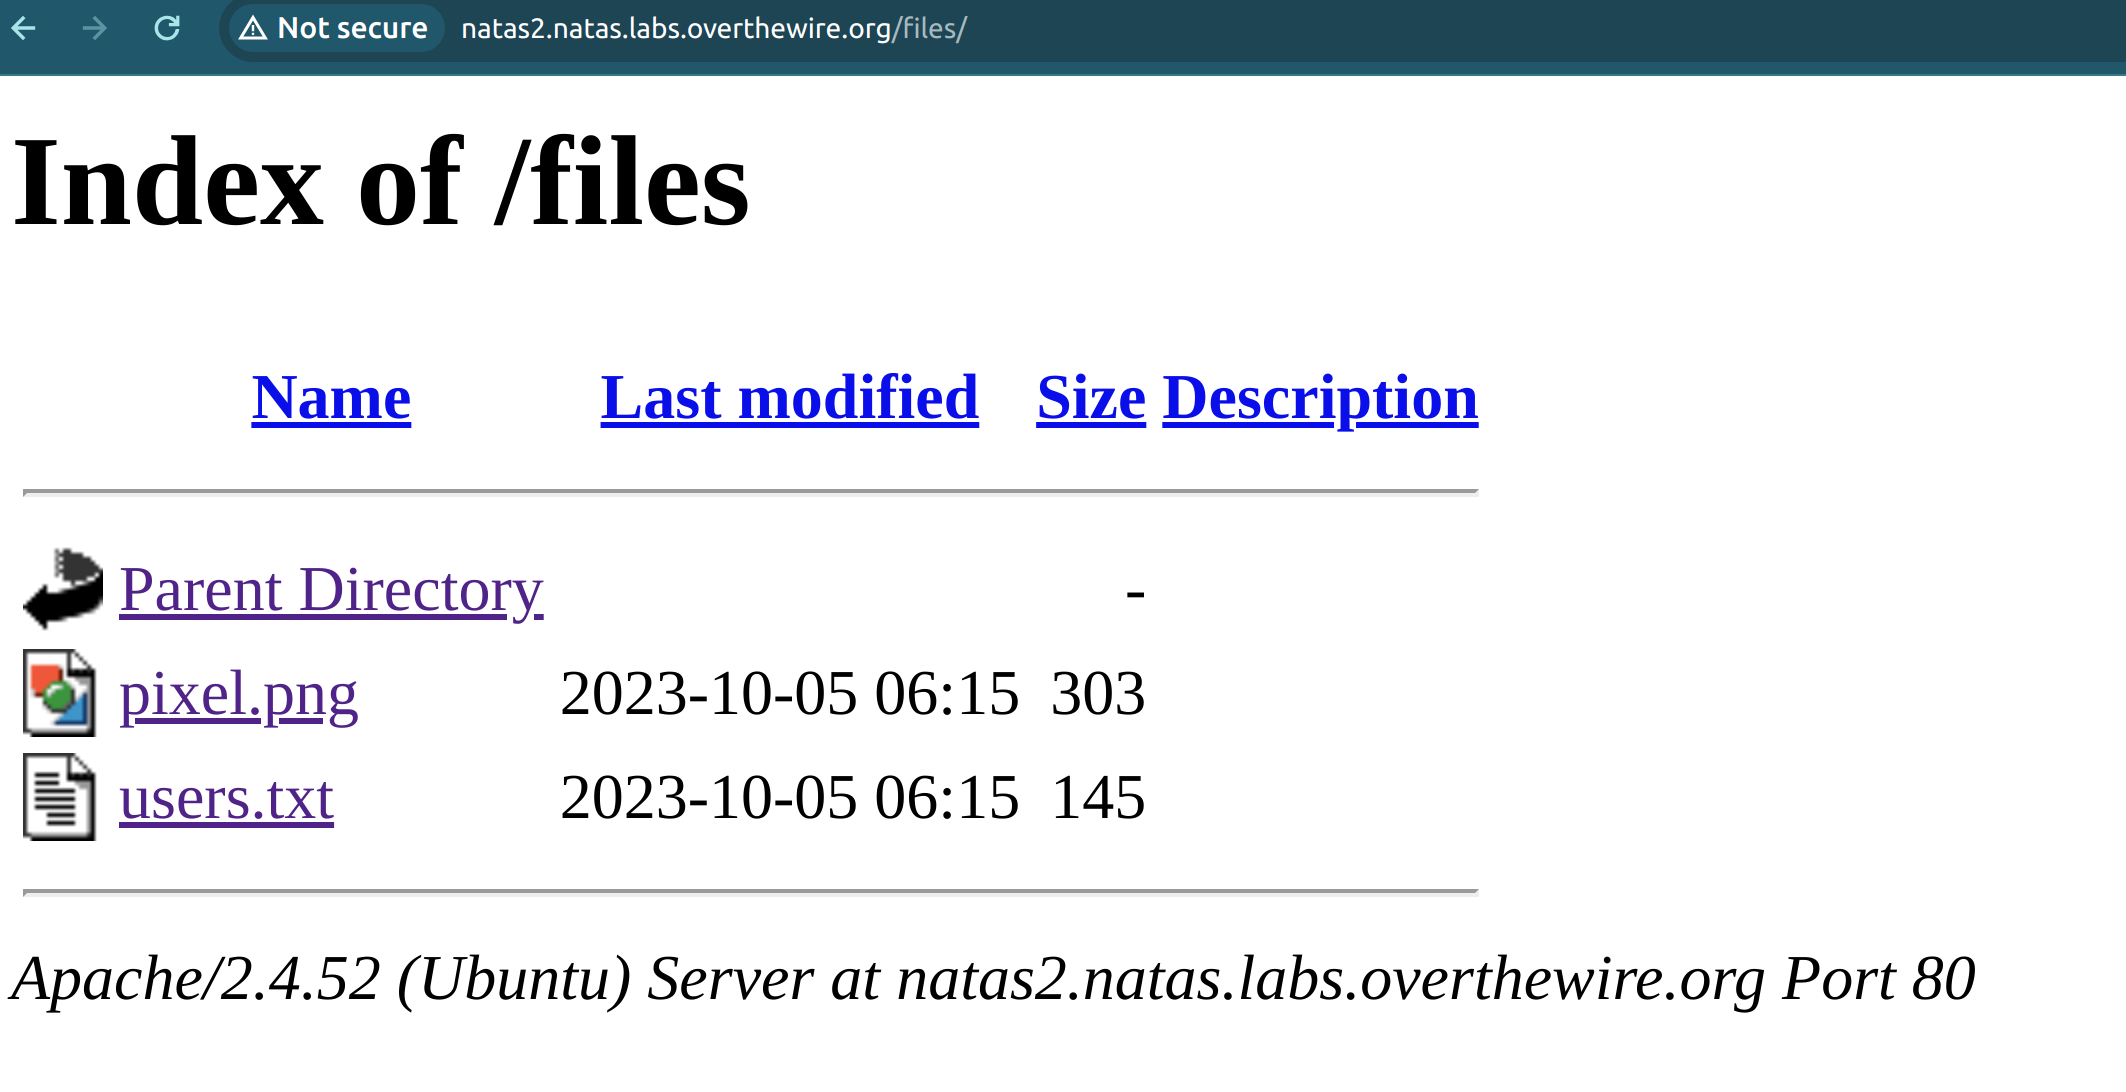 Not secure natas2.natas.labs.overthewire.org/files/
Index of /files
Name Last modified Size Description
Parent Directory -
pixel.png 2023-10-05 06:15 303
users.txt 2023-10-05 06:15 145
Apache/2.4.52 (Ubuntu) Server at natas2.natas.labs.overthewire.org Port 80